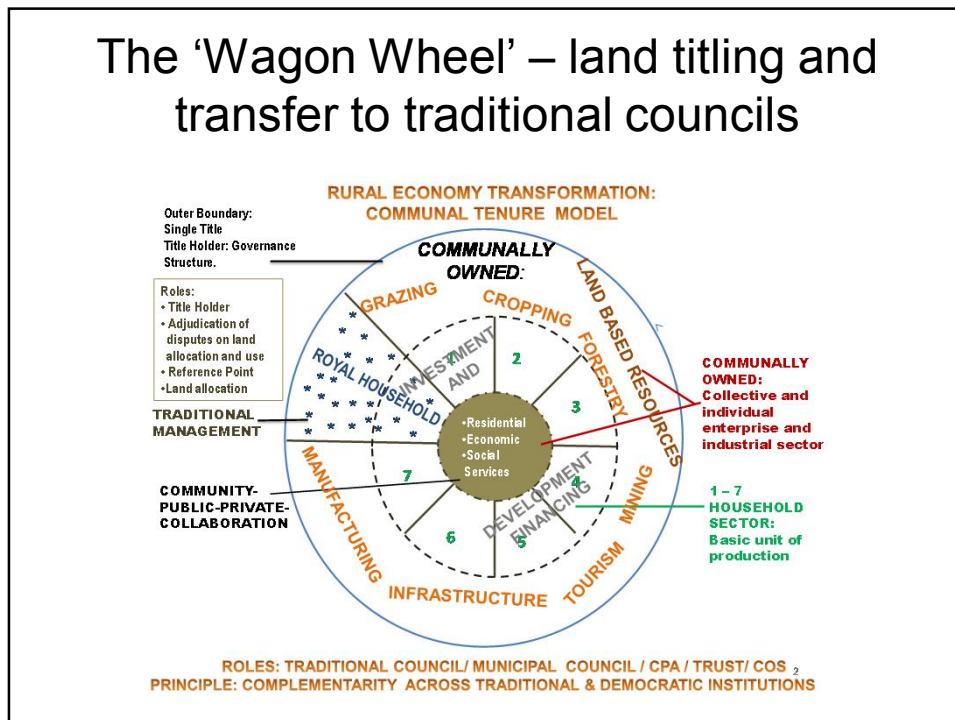 The ‘Wagon Wheel’ – land titling and
transfer to traditional councils
RURAL ECONOMY TRANSFORMATION:
COMMUNAL TENURE MODEL
Outer Boundary:
Single Title
Title Holder: Governance
Structure.
Roles:
• Title Holder
• Adjudication of
disputes on land
allocation and use
• Reference Point
•Land allocation
TRADITIONAL
MANAGEMENT
COMMUNITY-
PUBLIC-PRIVATE-
COLLABORATION
COMMUNALLY
OWNED:
GRAZING
CROPPING
FORESTRY
LAND BASED RESOURCES
MINING
TOURISM
INFRASTRUCTURE
MANUFACTURING
ROYAL HOUSEHOLD
INVESTMENT
AND
DEVELOPMENT
FINANCING
1
2
3
4
5
6
7
•Residential
•Economic
•Social
Services
COMMUNALLY
OWNED:
Collective and
individual
enterprise and
industrial sector
1 – 7
HOUSEHOLD
SECTOR:
Basic unit of
production
ROLES: TRADITIONAL COUNCIL/ MUNICIPAL COUNCIL / CPA / TRUST/ COS
2
PRINCIPLE: COMPLEMENTARITY ACROSS TRADITIONAL & DEMOCRATIC INSTITUTIONS